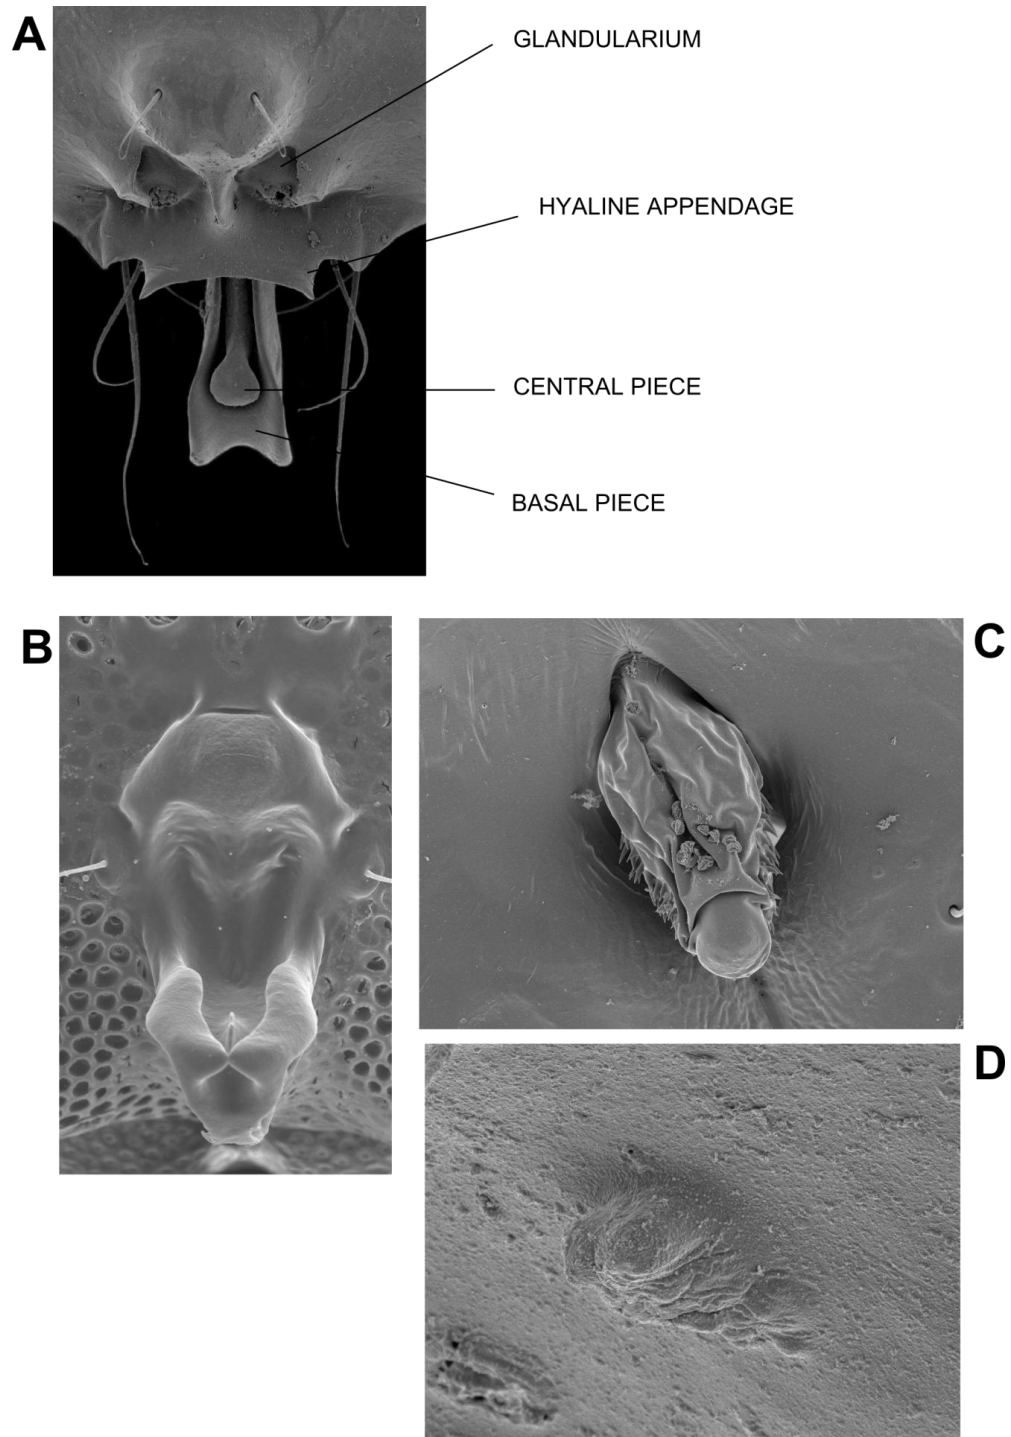 A
GLANDULARIUM
HYALINE APPENDAGE
CENTRAL PIECE
BASAL PIECE
B
C
D